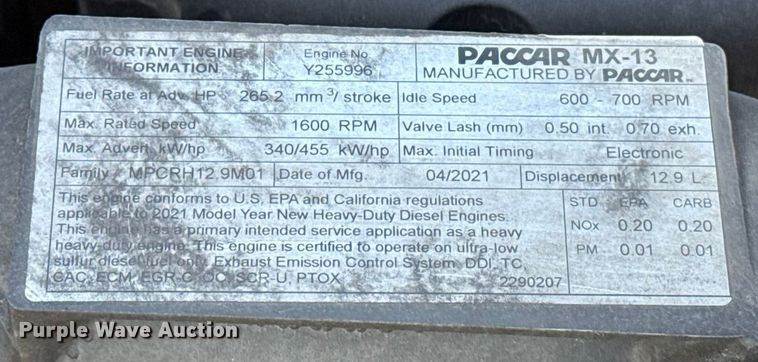 IMPORTANT ENGINE INFORMATION
Engine No. Y255996
PACCAR MX-13
MANUFACTURED BY PACCAR INC
Fuel Rate at Adv. HP 265.2 mm³/ stroke
Idle Speed 600 - 700 RPM
Max. Rated Speed 1600 RPM
Valve Lash (mm) 0.50 int. 0.70 exh.
Max. Advert. kW/hp 340/455 kW/hp
Max. Initial Timing Electronic
Family / MPCRH12.9M01
Date of Mfg. 04/2021
Displacement 12.9 L
This engine conforms to U.S. EPA and California regulations
applicable to 2021 Model Year New Heavy-Duty Diesel Engines.
This engine has a primary intended service application as a heavy
heavy-duty engine. This engine is certified to operate on ultra-low
sulfur diesel fuel only. Exhaust Emission Control System: DDI, TC,
CAC, ECM, EGR-C, OC, SCR-U, PTOX
2290207
STD EPA CARB
NOx 0.20 0.20
PM 0.01 0.01
Purple Wave Auction